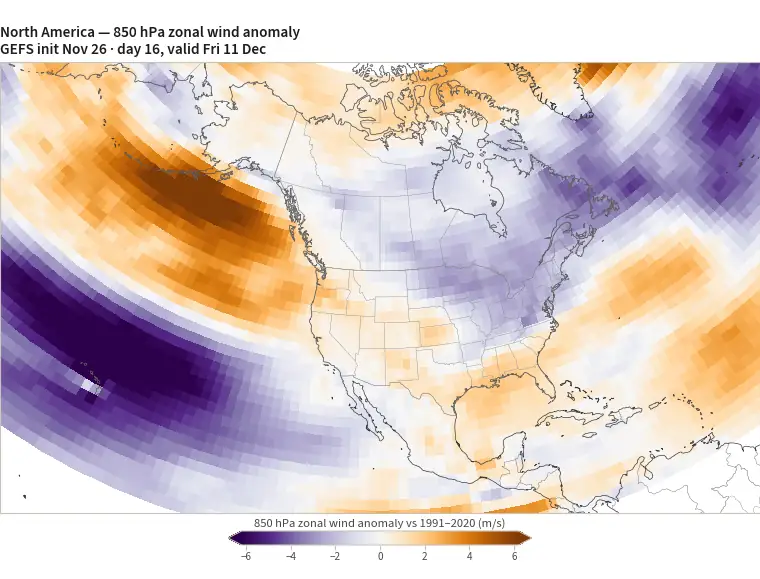 North America — 850 hPa zonal wind anomaly
GEFS init Nov 26 · day 16, valid Fri 11 Dec
850 hPa zonal wind anomaly vs 1991–2020 (m/s)
−6 −4 −2 0 2 4 6